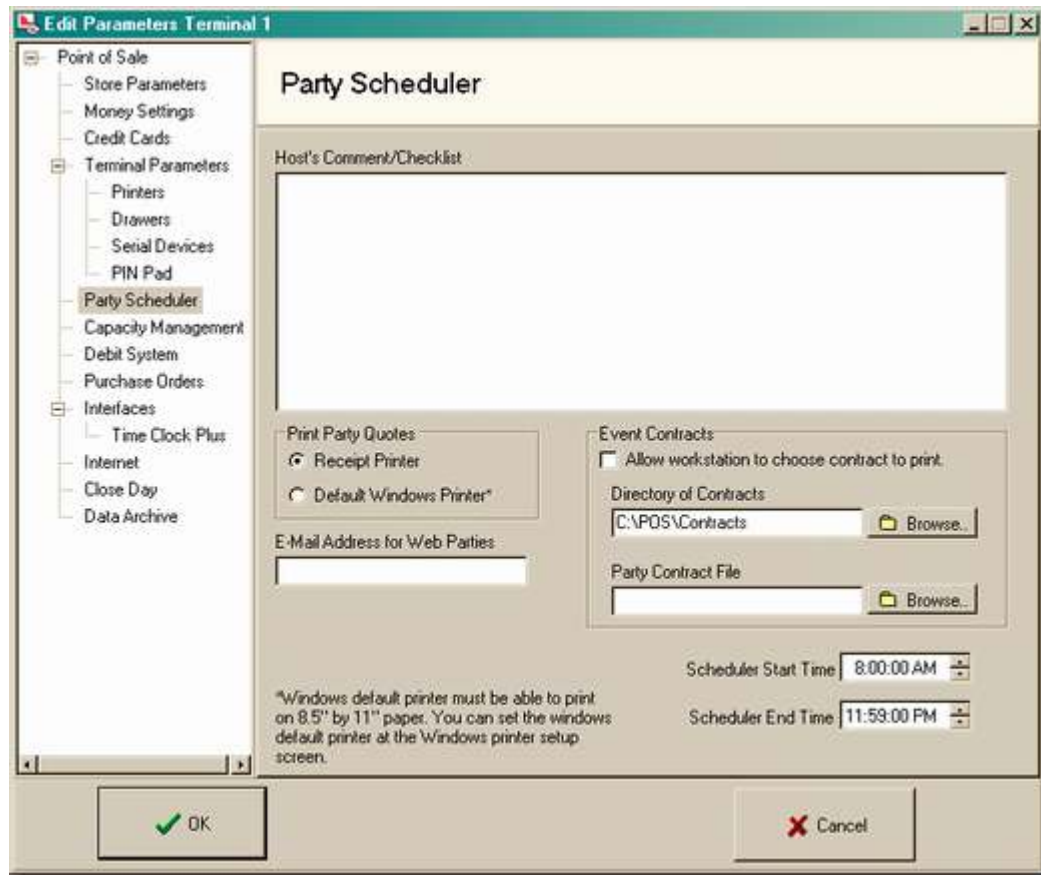 Edit Parameters Terminal 1
Point of Sale
Store Parameters
Money Settings
Credit Cards
Terminal Parameters
Printers
Drawers
Serial Devices
PIN Pad
Party Scheduler
Capacity Management
Debit System
Purchase Orders
Interfaces
Time Clock Plus
Internet
Close Day
Data Archive
Party Scheduler
Host's Comment/Checklist
Print Party Quotes
Receipt Printer
Default Windows Printer*
E-Mail Address for Web Parties
Event Contracts
Allow workstation to choose contract to print.
Directory of Contracts
C:\POS\Contracts
Browse..
Party Contract File
Browse..
Scheduler Start Time 8:00:00 AM
Scheduler End Time 11:59:00 PM
*Windows default printer must be able to print
on 8.5" by 11" paper. You can set the windows
default printer at the Windows printer setup
screen.
OK
Cancel